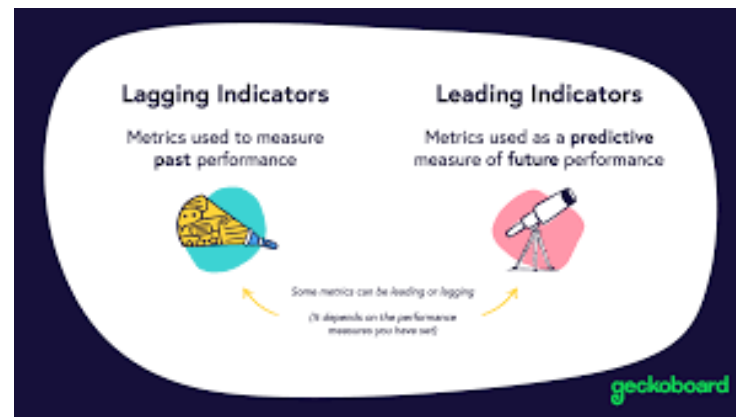 Lagging Indicators
Metrics used to measure
past performance
Leading Indicators
Metrics used as a predictive
measure of future performance
Some metrics can be leading or lagging
(It depends on the performance
measures you have set)
geckoboard